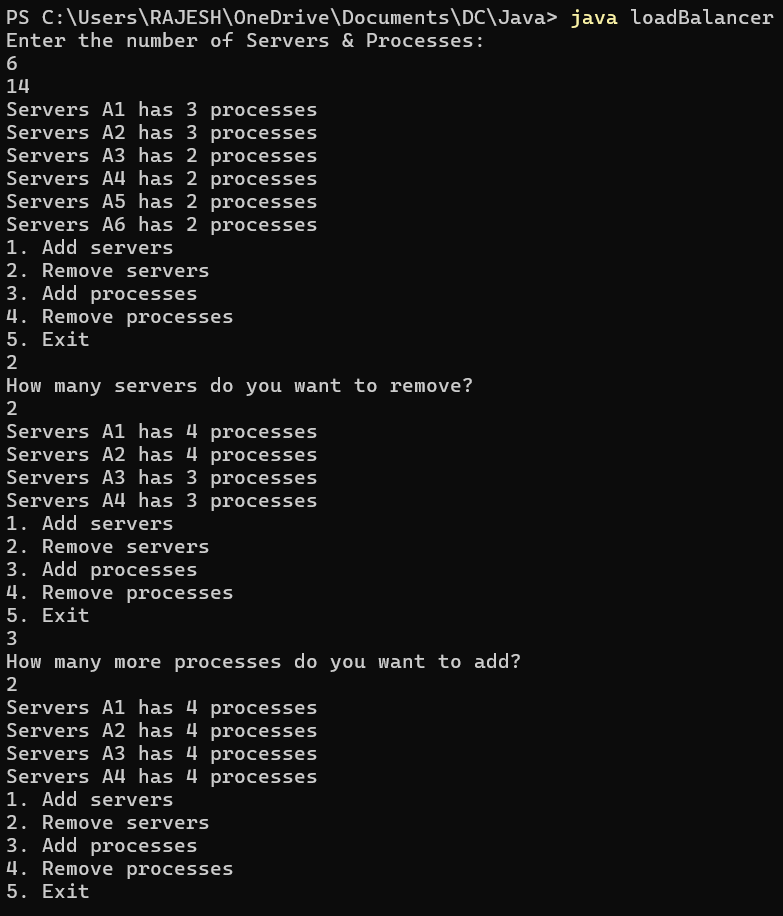 PS C:\Users\RAJESH\OneDrive\Documents\DC\Java> java loadBalancer
Enter the number of Servers & Processes:
6
14
Servers A1 has 3 processes
Servers A2 has 3 processes
Servers A3 has 2 processes
Servers A4 has 2 processes
Servers A5 has 2 processes
Servers A6 has 2 processes
1. Add servers
2. Remove servers
3. Add processes
4. Remove processes
5. Exit
2
How many servers do you want to remove?
2
Servers A1 has 4 processes
Servers A2 has 4 processes
Servers A3 has 3 processes
Servers A4 has 3 processes
1. Add servers
2. Remove servers
3. Add processes
4. Remove processes
5. Exit
3
How many more processes do you want to add?
2
Servers A1 has 4 processes
Servers A2 has 4 processes
Servers A3 has 4 processes
Servers A4 has 4 processes
1. Add servers
2. Remove servers
3. Add processes
4. Remove processes
5. Exit